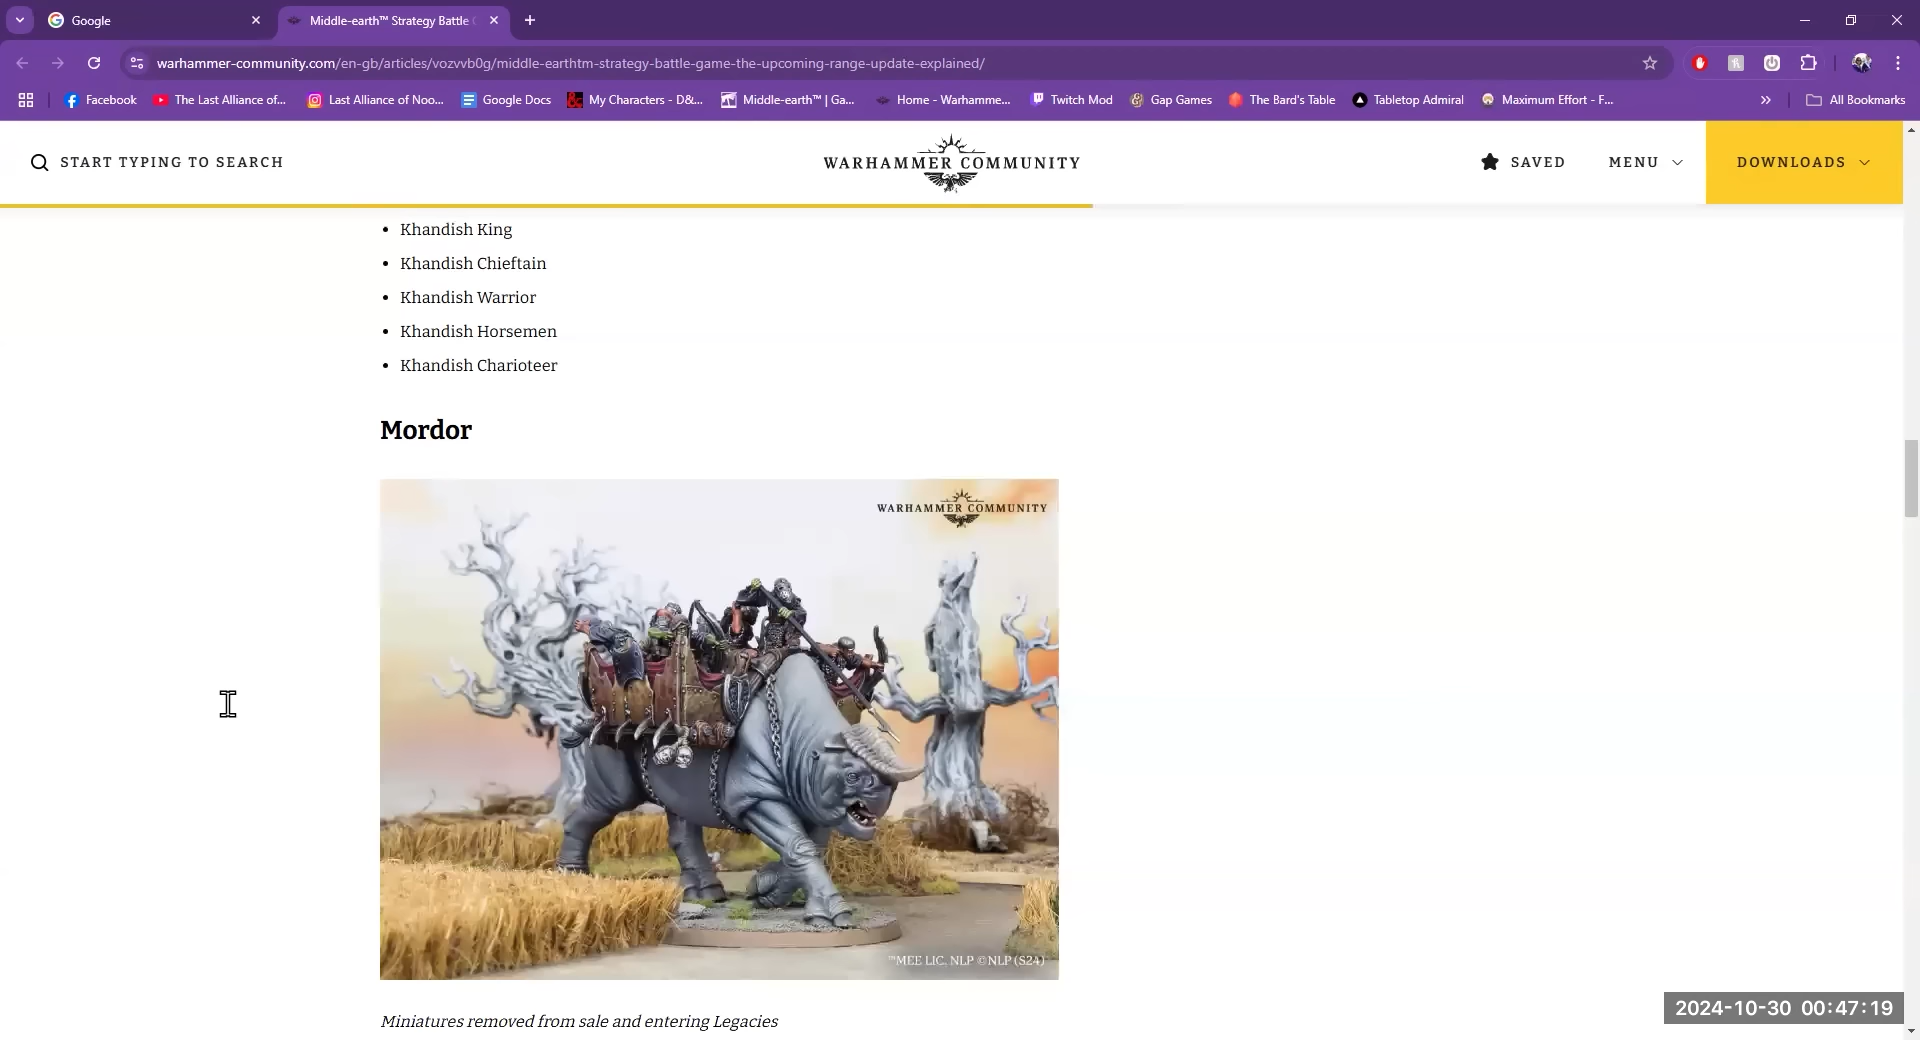 Google
Middle-earth™ Strategy Battle
warhammer-community.com/en-gb/articles/vozvvb0g/middle-earthtm-strategy-battle-game-the-upcoming-range-update-explained/
Facebook
The Last Alliance of...
Last Alliance of Noo...
Google Docs
My Characters - D&...
Middle-earth™ | Ga...
Home - Warhamme...
Twitch Mod
Gap Games
The Bard's Table
Tabletop Admiral
Maximum Effort - F...
All Bookmarks
START TYPING TO SEARCH
WARHAMMER COMMUNITY
SAVED
MENU
DOWNLOADS
• Khandish King
• Khandish Chieftain
• Khandish Warrior
• Khandish Horsemen
• Khandish Charioteer
Mordor
WARHAMMER COMMUNITY
™MEE LIC. NLP ©NLP (S24)
Miniatures removed from sale and entering Legacies
2024-10-30 00:47:19